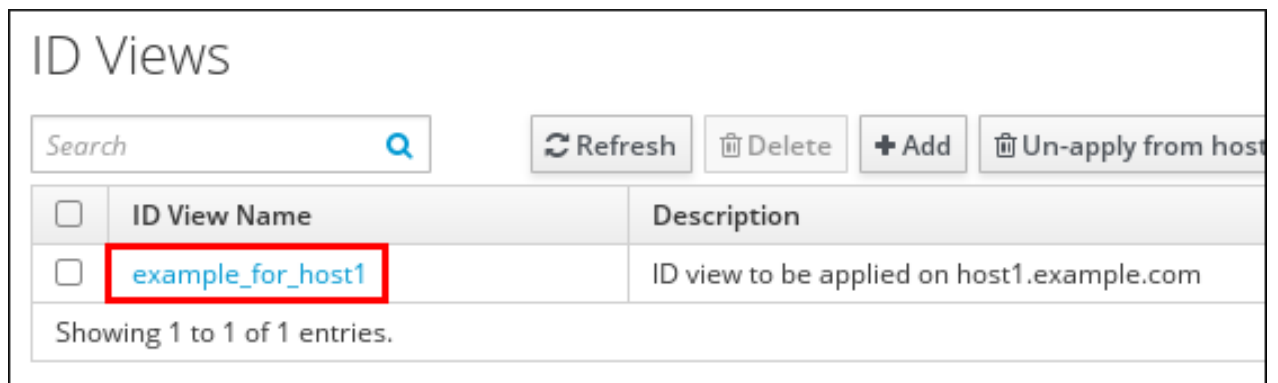 ID Views
Search Refresh Delete Add Un-apply from host
ID View Name Description
example_for_host1 ID view to be applied on host1.example.com
Showing 1 to 1 of 1 entries.